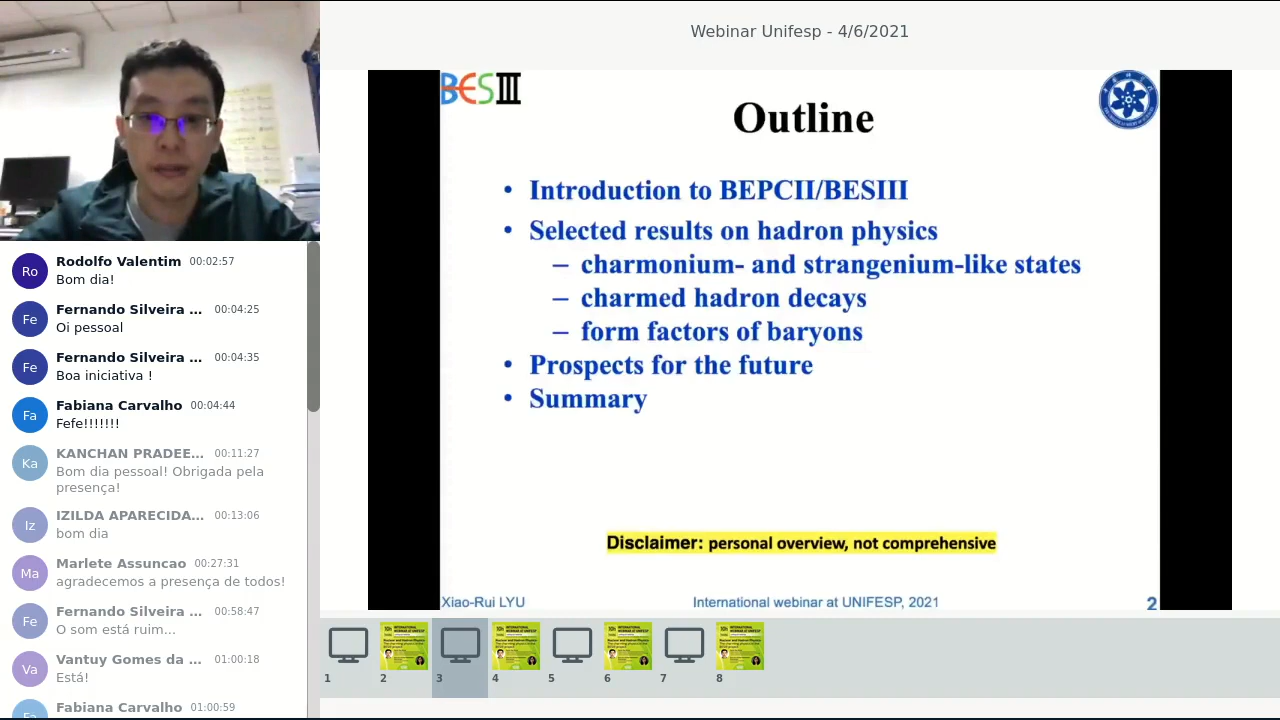 Webinar Unifesp - 4/6/2021
BESIII
Outline
• Introduction to BEPCII/BESIII
• Selected results on hadron physics
– charmonium- and strangenium-like states
– charmed hadron decays
– form factors of baryons
• Prospects for the future
• Summary
Disclaimer: personal overview, not comprehensive
Xiao-Rui LYU
International webinar at UNIFESP, 2021
2
Ro
Rodolfo Valentim 00:02:57
Bom dia!
Fe
Fernando Silveira ... 00:04:25
Oi pessoal
Fe
Fernando Silveira ... 00:04:35
Boa iniciativa !
Fa
Fabiana Carvalho 00:04:44
Fefe!!!!!!!
Ka
KANCHAN PRADEE... 00:11:27
Bom dia pessoal! Obrigada pela
presença!
Iz
IZILDA APARECIDA... 00:13:06
bom dia
Ma
Marlete Assuncao 00:27:31
agradecemos a presença de todos!
Fe
Fernando Silveira ... 00:58:47
O som está ruim...
Va
Vantuy Gomes da ... 01:00:18
Está!
Fa
Fabiana Carvalho 01:00:59
1
2
3
4
5
6
7
8